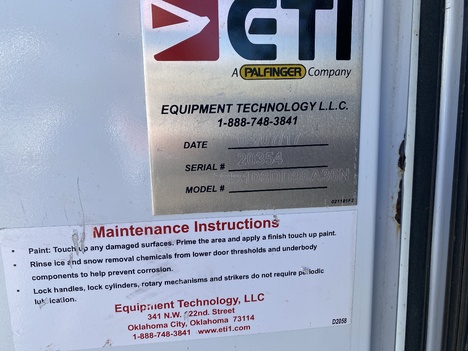 ETI
A PALFINGER Company
EQUIPMENT TECHNOLOGY L.L.C.
1-888-748-3841
DATE
SERIAL #
MODEL #
Maintenance Instructions
• Paint: Touch up any damaged surfaces. Prime the area and apply a finish touch up paint.
• Rinse ice and snow removal chemicals from lower door thresholds and underbody
components to help prevent corrosion.
• Lock handles, lock cylinders, rotary mechanisms and strikers do not require periodic
lubrication.
Equipment Technology, LLC
341 N.W. 122nd. Street
Oklahoma City, Oklahoma 73114
1-888-748-3841 www.eti1.com
D2058